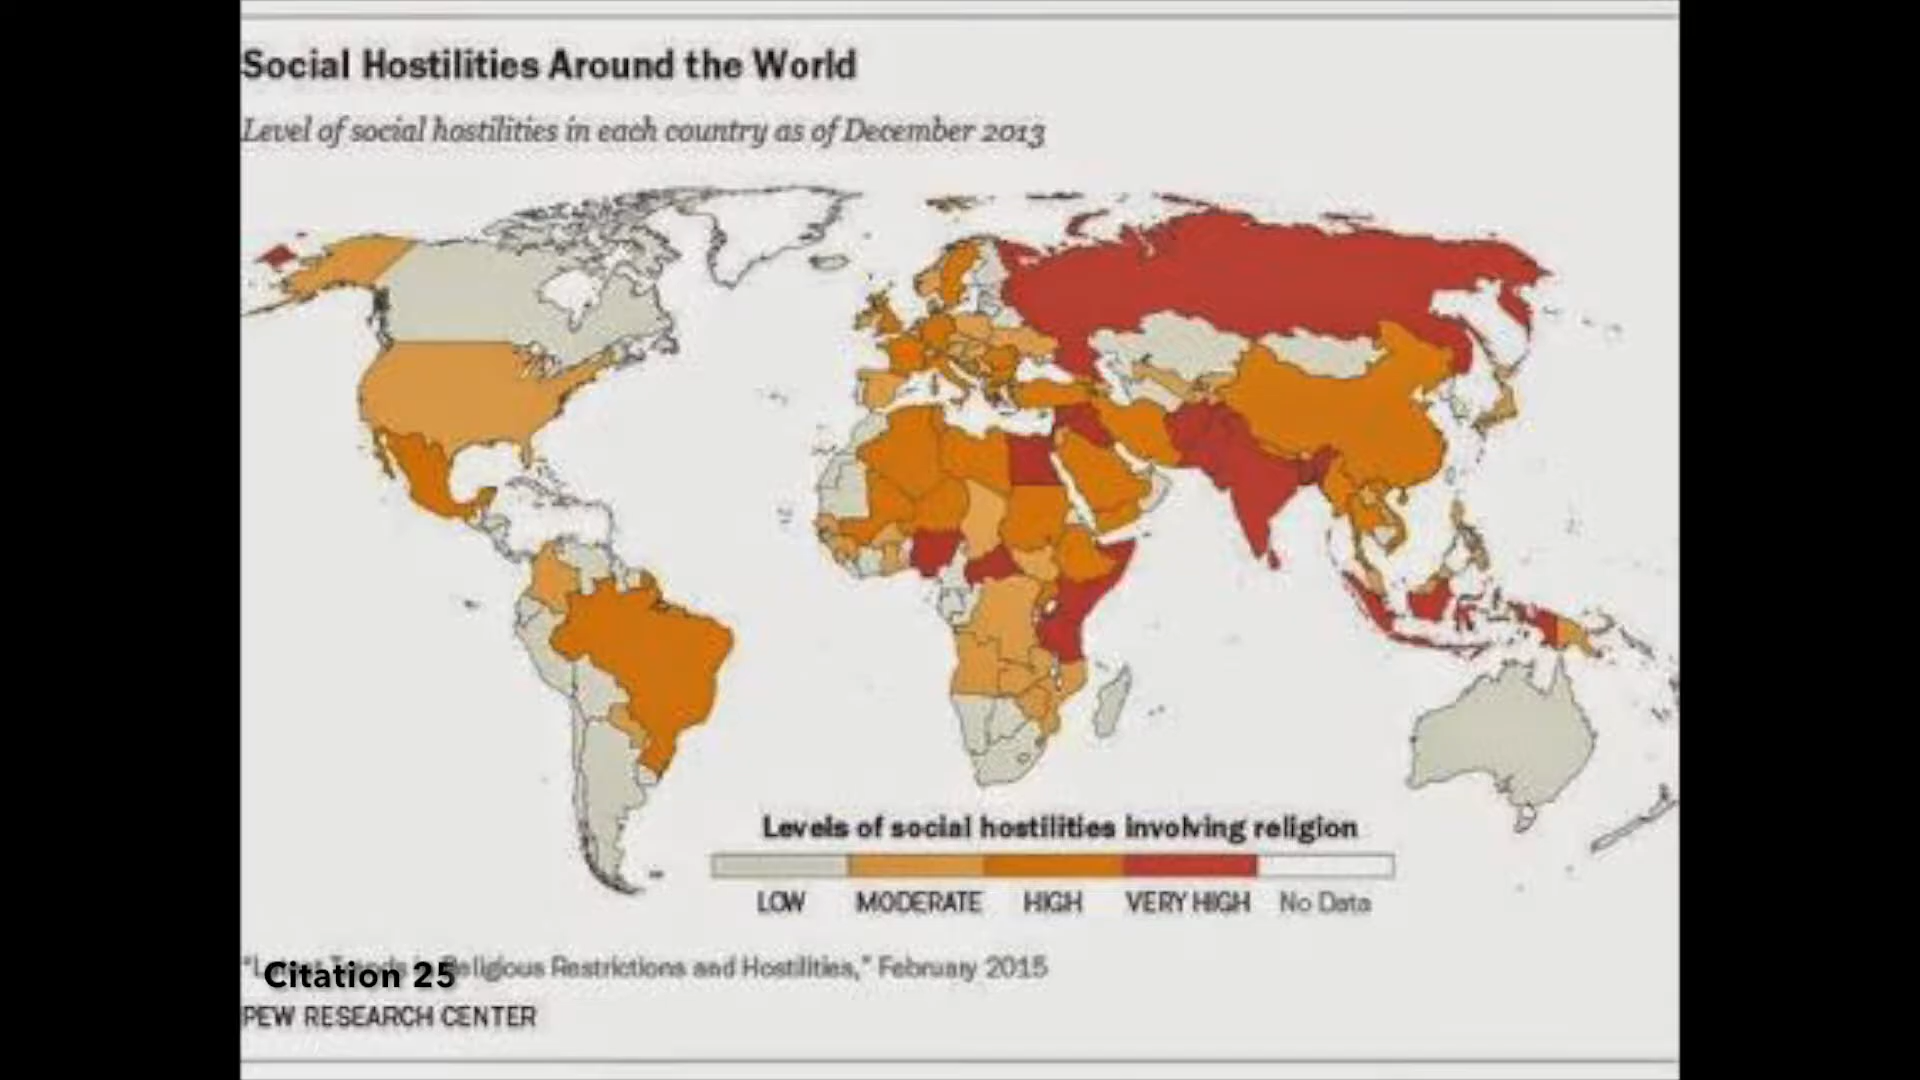 Social Hostilities Around the World
Level of social hostilities in each country as of December 2013
Levels of social hostilities involving religion
LOW MODERATE HIGH VERY HIGH No Data
Religious Restrictions and Hostilities," February 2015
Citation 25
PEW RESEARCH CENTER